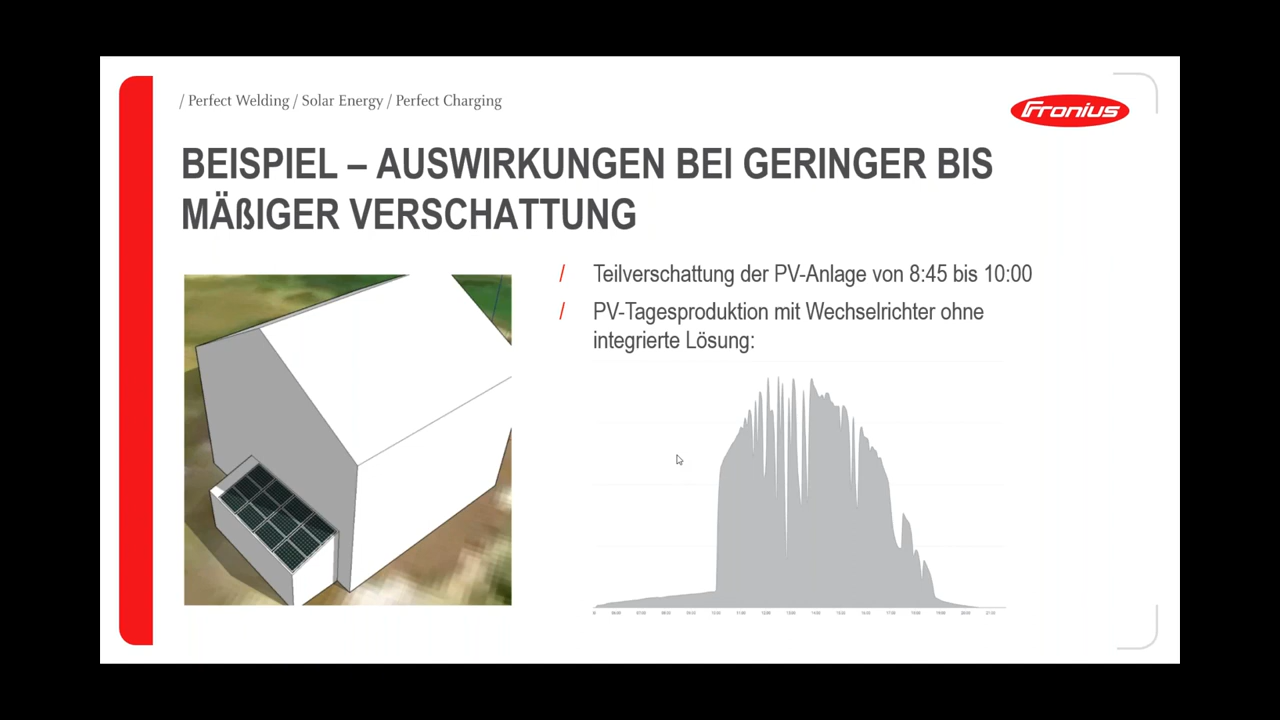 / Perfect Welding / Solar Energy / Perfect Charging
Fronius
BEISPIEL – AUSWIRKUNGEN BEI GERINGER BIS
MÄßIGER VERSCHATTUNG
/ Teilverschattung der PV-Anlage von 8:45 bis 10:00
/ PV-Tagesproduktion mit Wechselrichter ohne
integrierte Lösung: